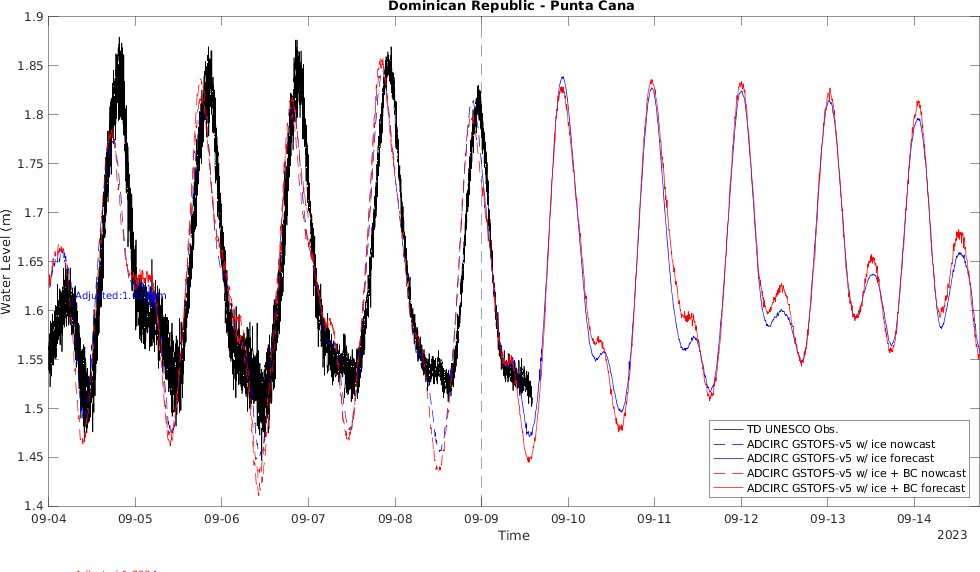 Dominican Republic - Punta Cana
Water Level (m)
1.9
1.85
1.8
1.75
1.7
1.65
1.6
1.55
1.5
1.45
1.4
TD UNESCO Obs.
ADCIRC GSTOFS-v5 w/ ice nowcast
ADCIRC GSTOFS-v5 w/ ice forecast
ADCIRC GSTOFS-v5 w/ ice + BC nowcast
ADCIRC GSTOFS-v5 w/ ice + BC forecast
09-04 09-05 09-06 09-07 09-08 09-09 09-10 09-11 09-12 09-13 09-14
Time
2023